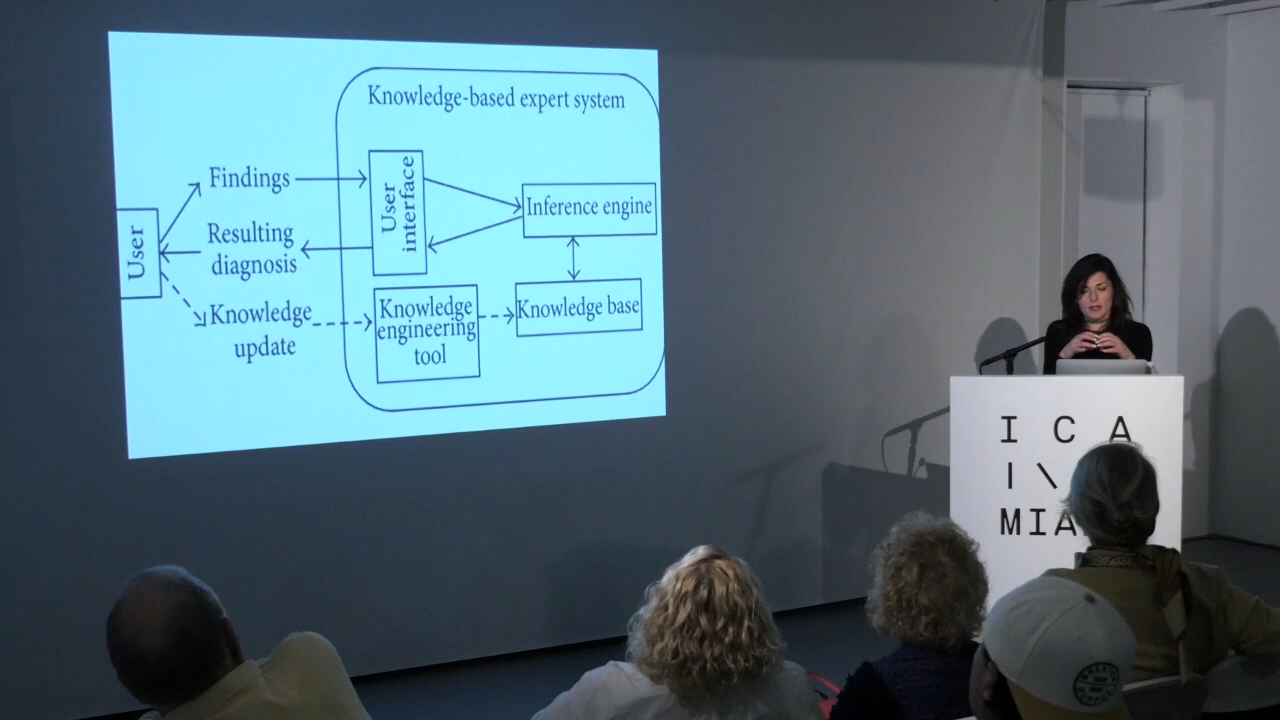 Knowledge-based expert system
Findings
User
interface
Inference engine
User
Resulting
diagnosis
Knowledge
update
Knowledge
engineering
tool
Knowledge base
I C A
I \
MIA